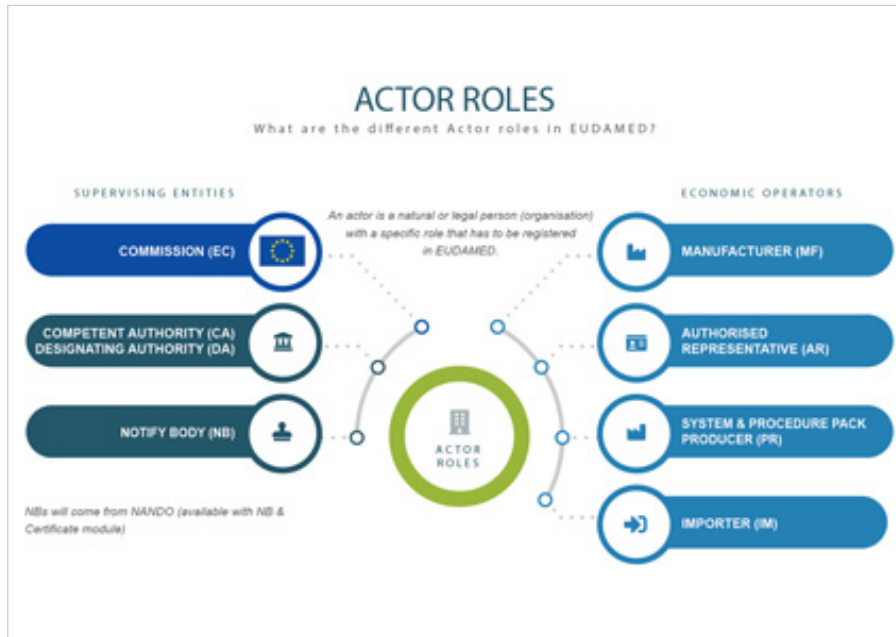 ACTOR ROLES
What are the different Actor roles in EUDAMED?
SUPERVISING ENTITIES
COMMISSION (EC)
COMPETENT AUTHORITY (CA)
DESIGNATING AUTHORITY (DA)
NOTIFY BODY (NB)
NBs will come from NANDO (available with NB &
Certificate module)
An actor is a natural or legal person (organisation)
with a specific role that has to be registered
in EUDAMED.
ACTOR
ROLES
ECONOMIC OPERATORS
MANUFACTURER (MF)
AUTHORISED
REPRESENTATIVE (AR)
SYSTEM & PROCEDURE PACK
PRODUCER (PR)
IMPORTER (IM)